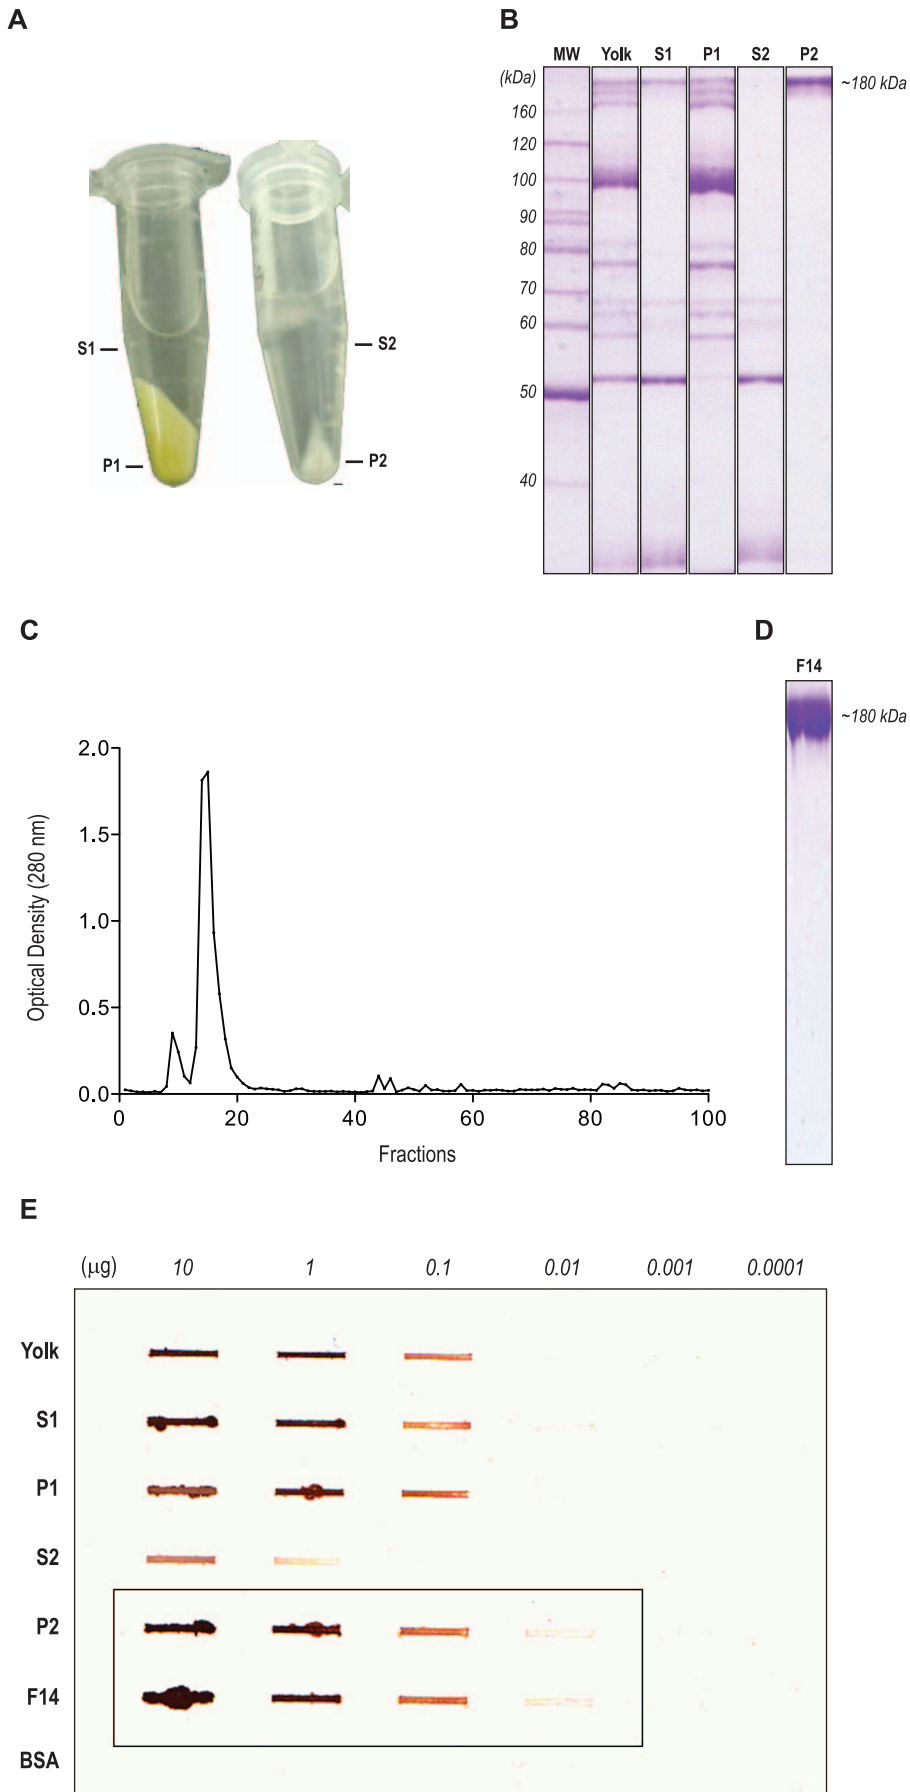 A
S1
P1
S2
P2
B
MW Yolk S1 P1 S2 P2
(kDa)
160
120
100
90
80
70
60
50
40
~180 kDa
C
Optical Density (280 nm)
2.0
1.5
1.0
0.5
0.0
0 20 40 60 80 100
Fractions
D
F14
~180 kDa
E
(µg) 10 1 0.1 0.01 0.001 0.0001
Yolk
S1
P1
S2
P2
F14
BSA